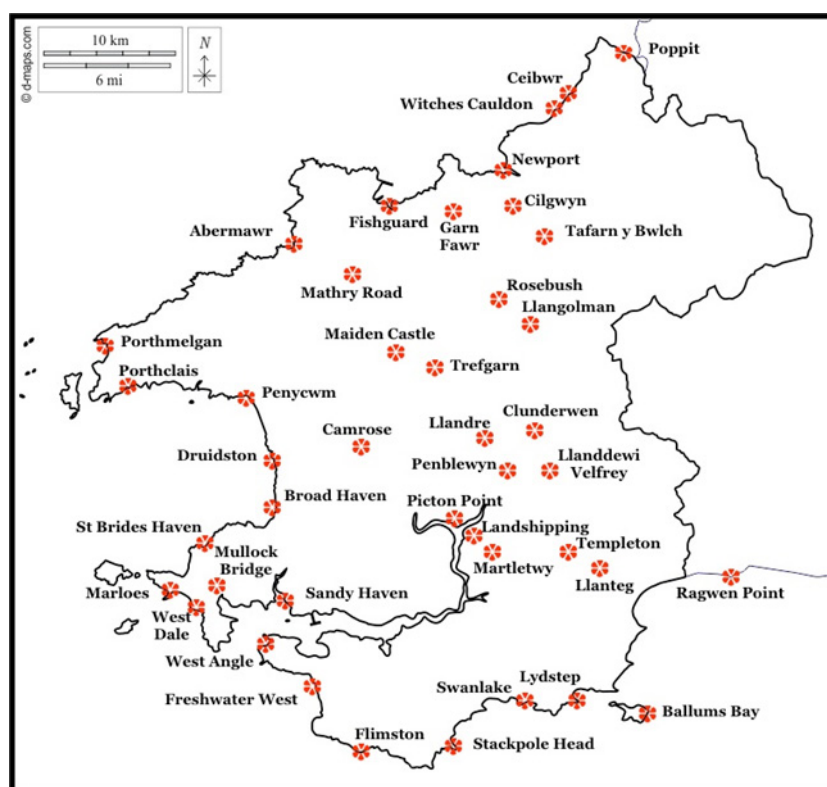 10 km
6 mi
N
© d-maps.com
Poppit
Ceibwr
Witches Cauldon
Newport
Cilgwyn
Fishguard
Garn
Fawr
Tafarn y Bwlch
Abermawr
Mathry Road
Rosebush
Llangolman
Maiden Castle
Porthmelgan
Trefgarn
Porthclais
Penycwm
Clunderwen
Llandre
Camrose
Druidston
Penblewyn
Llanddewi
Velfrey
Broad Haven
Picton Point
St Brides Haven
Landshipping
Mullock
Bridge
Templeton
Martletwy
Llanteg
Marloes
Sandy Haven
Ragwen Point
West
Dale
West Angle
Freshwater West
Swanlake
Lydstep
Ballums Bay
Flimston
Stackpole Head